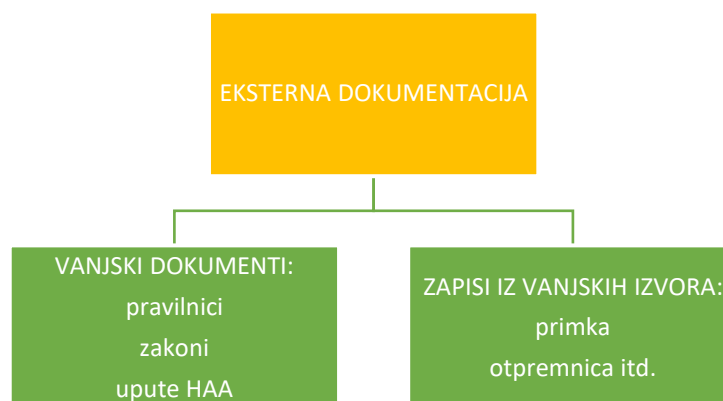 EKSTERNA DOKUMENTACIJA
VANJSKI DOKUMENTI:
pravilnici
zakoni
upute HAA
ZAPISI IZ VANJSKIH IZVORA:
primka
otpremnica itd.